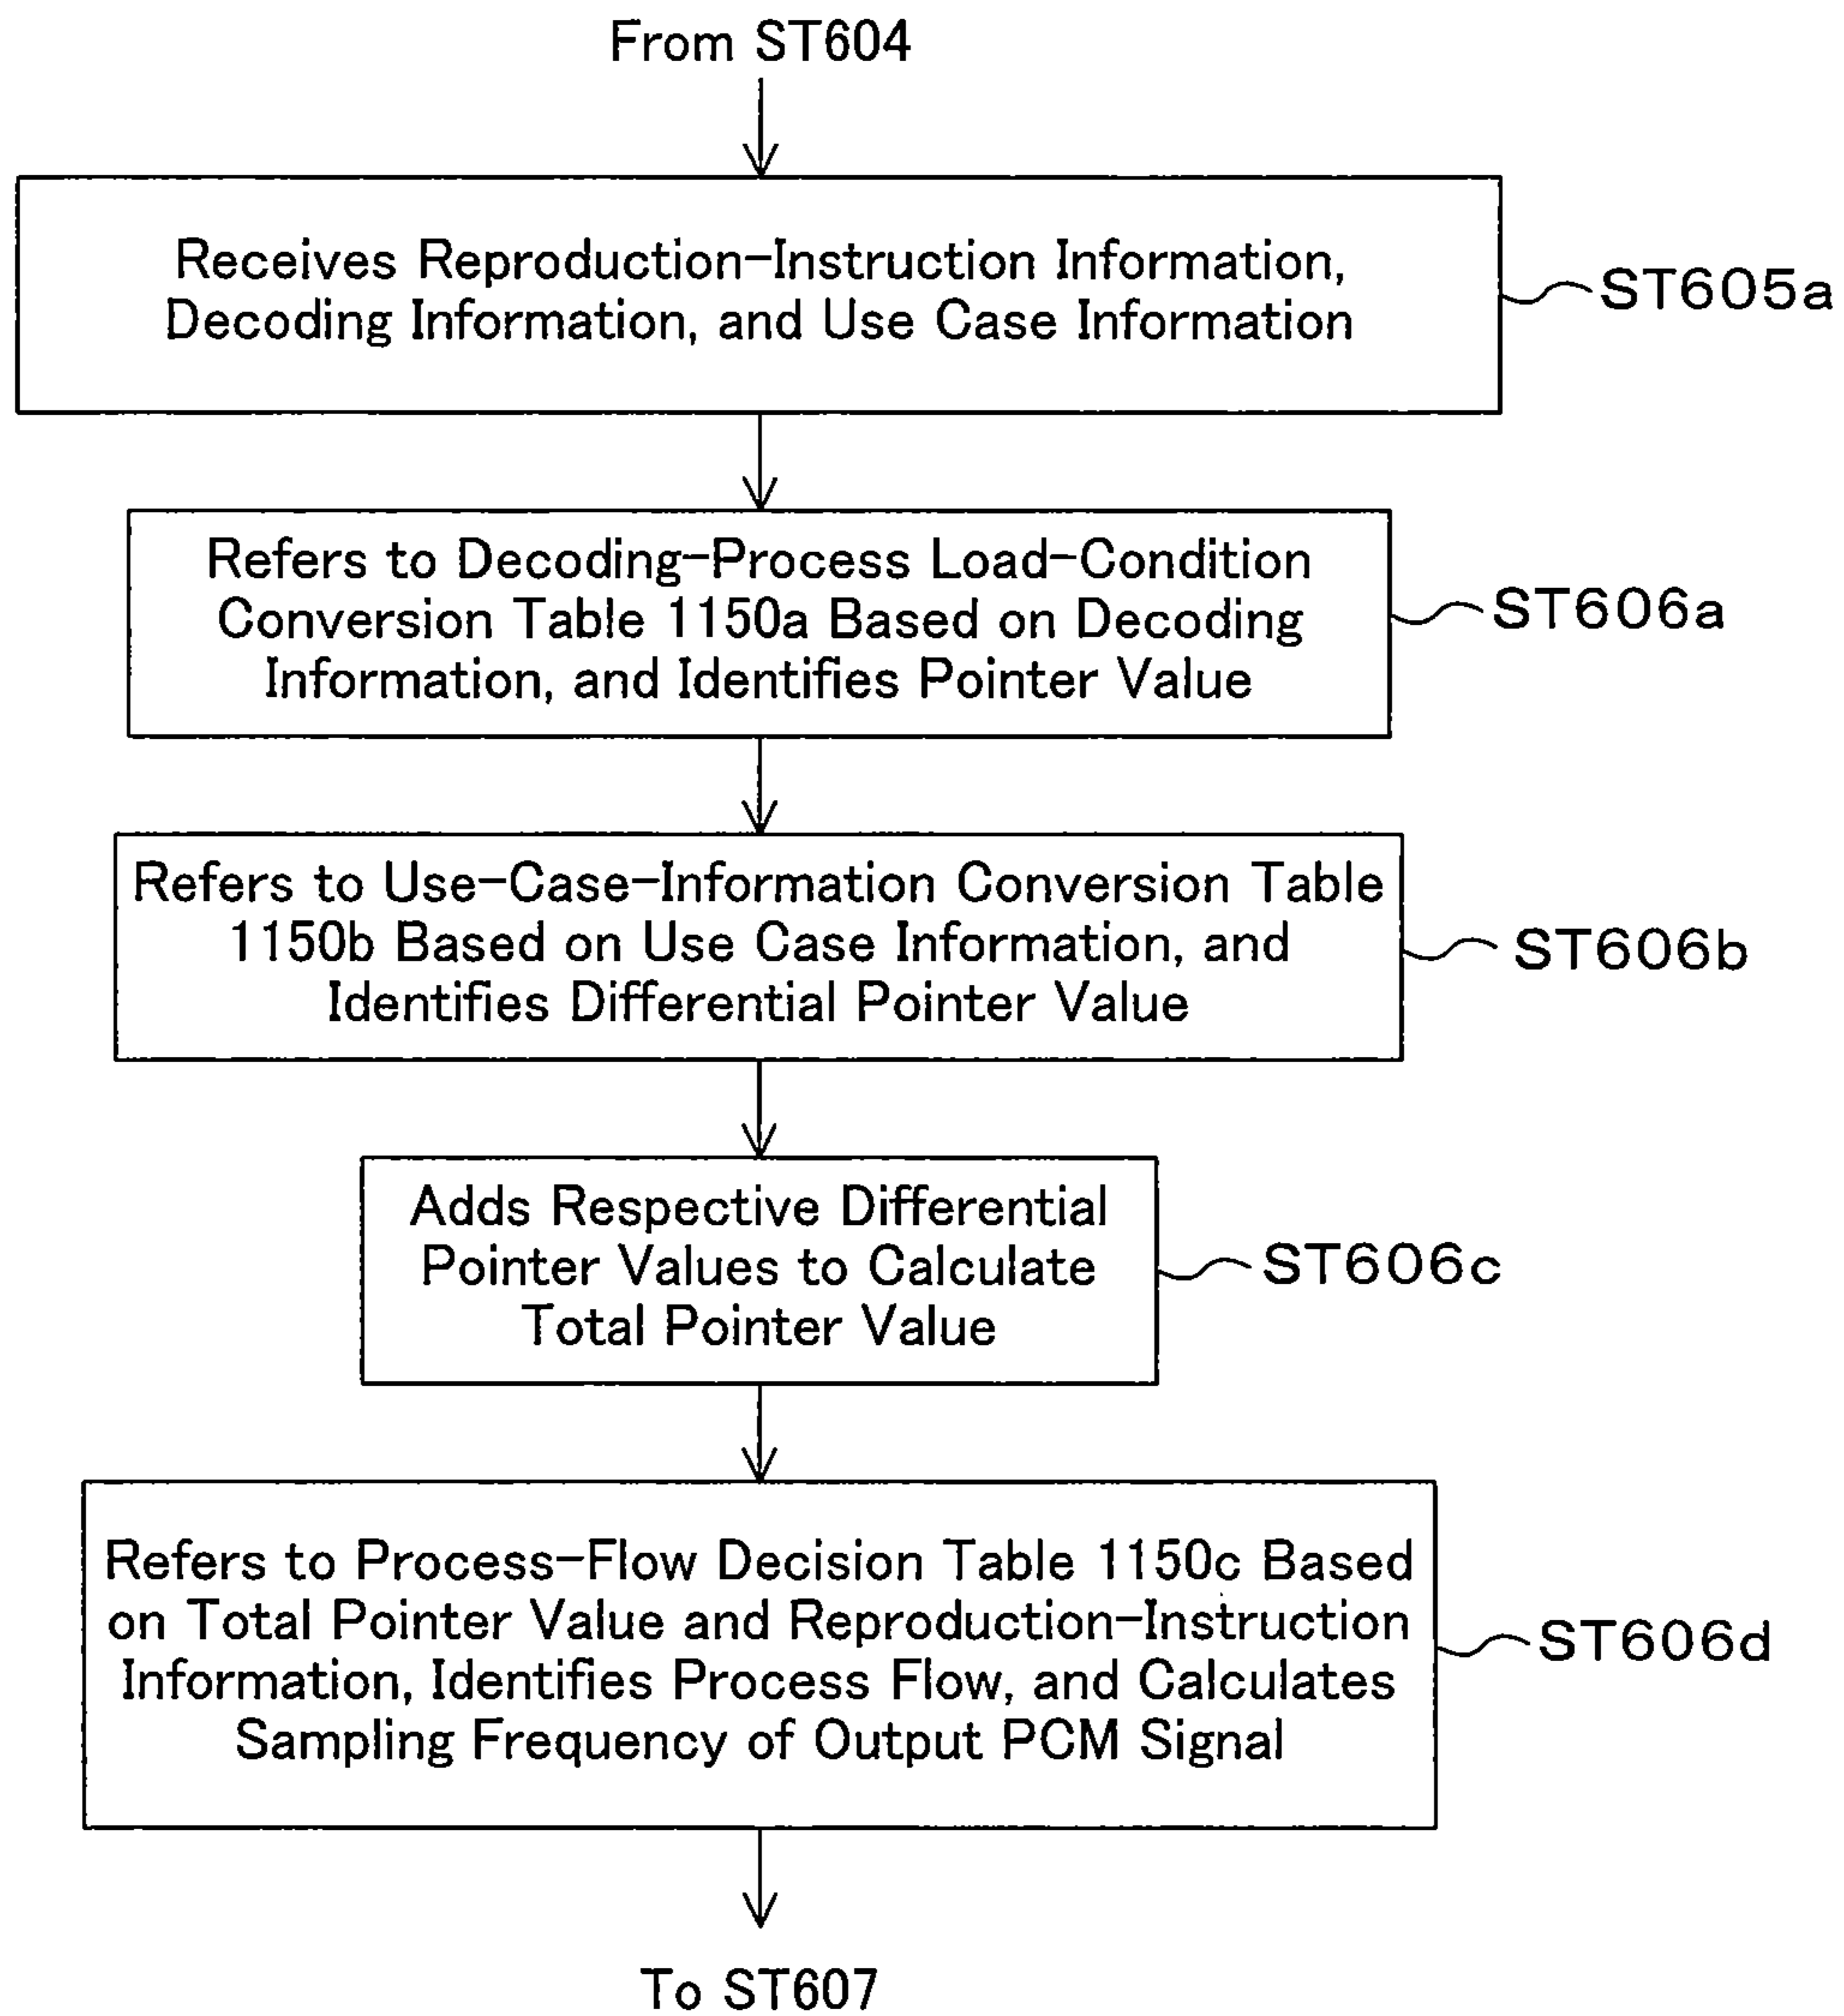 From ST604
Receives Reproduction-Instruction Information,
Decoding Information, and Use Case Information
ST605a
Refers to Decoding-Process Load-Condition
Conversion Table 1150a Based on Decoding
Information, and Identifies Pointer Value
ST606a
Refers to Use-Case-Information Conversion Table
1150b Based on Use Case Information, and
Identifies Differential Pointer Value
ST606b
Adds Respective Differential
Pointer Values to Calculate
Total Pointer Value
ST606c
Refers to Process-Flow Decision Table 1150c Based
on Total Pointer Value and Reproduction-Instruction
Information, Identifies Process Flow, and Calculates
Sampling Frequency of Output PCM Signal
ST606d
To ST607